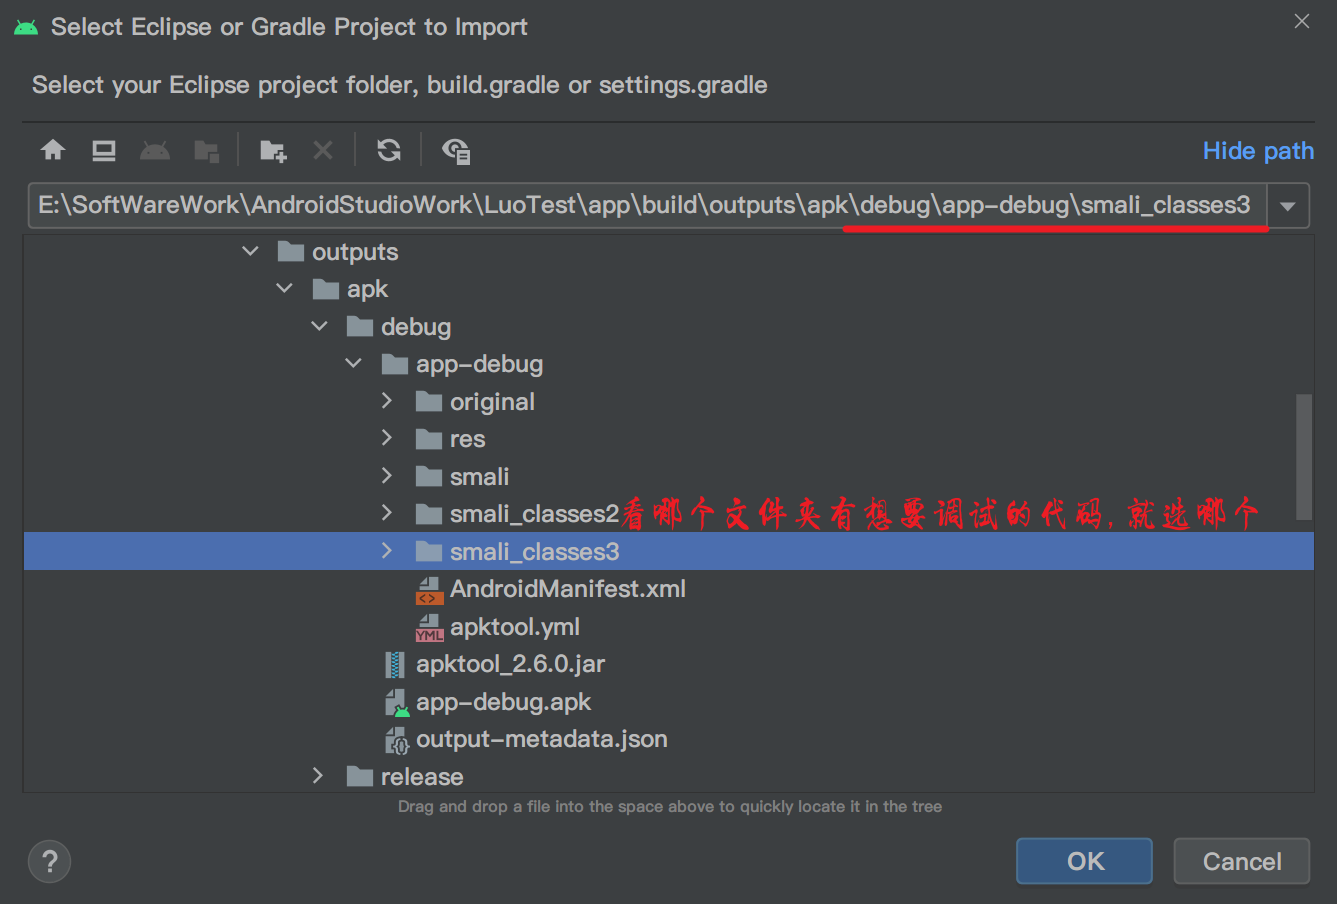 Select Eclipse or Gradle Project to Import
Select your Eclipse project folder, build.gradle or settings.gradle
Hide path
E:\SoftWareWork\AndroidStudioWork\LuoTest\app\build\outputs\apk\debug\app-debug\smali_classes3
outputs
apk
debug
app-debug
original
res
smali
smali_classes2看哪个文件夹有想要调试的代码,就选哪个
smali_classes3
AndroidManifest.xml
YML apktool.yml
apktool_2.6.0.jar
app-debug.apk
output-metadata.json
release
Drag and drop a file into the space above to quickly locate it in the tree
? OK Cancel